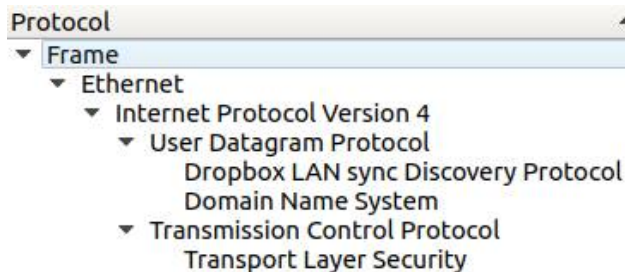 Protocol
Frame
Ethernet
Internet Protocol Version 4
User Datagram Protocol
Dropbox LAN sync Discovery Protocol
Domain Name System
Transmission Control Protocol
Transport Layer Security